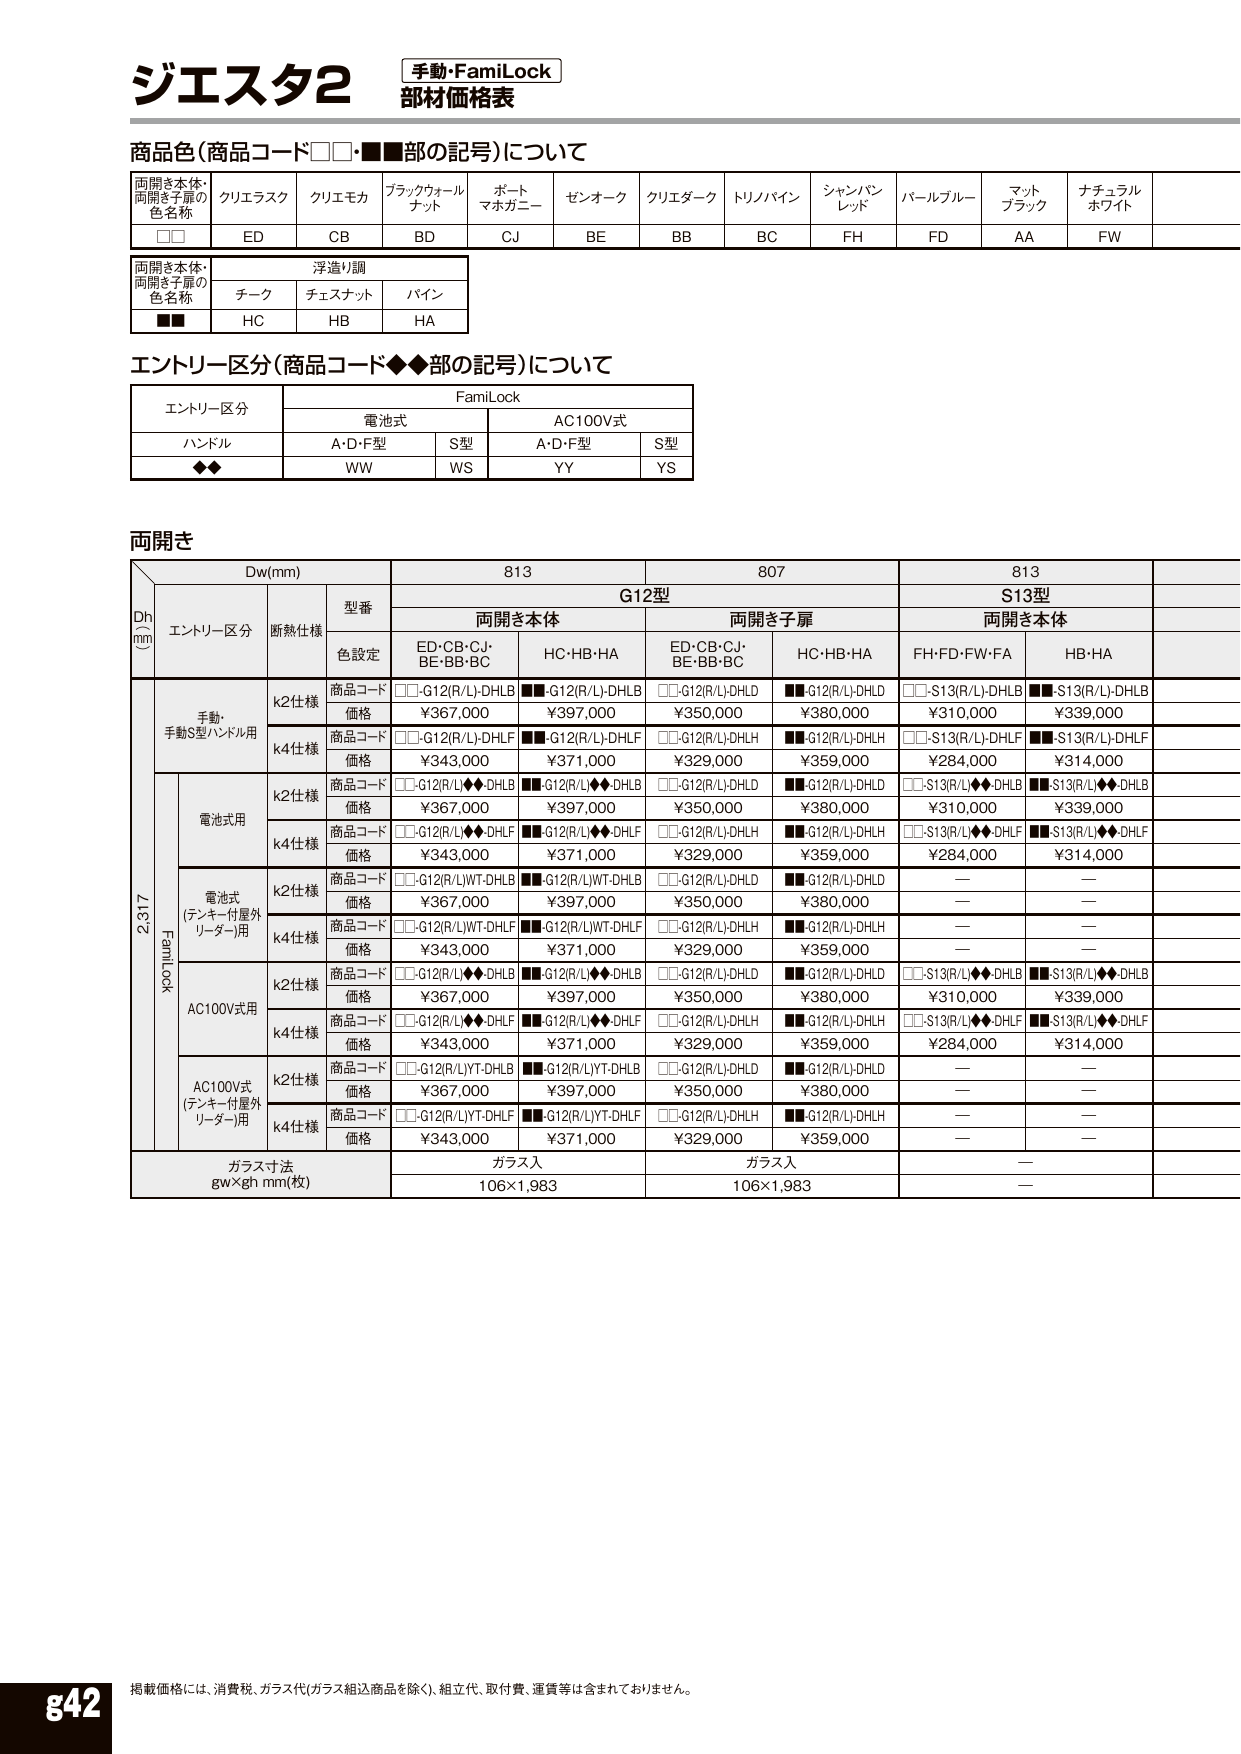 ジエスタ2
手動・FamiLock
部材価格表
商品色(商品コード□□・■■部の記号)について
両開き本体・両開き子扉の色名称 クリエラスク クリエモカ ブラックウォールナット ポートマホガニー ゼンオーク クリエダーク トリノパイン シャンパンレッド パールブルー マットブラック ナチュラルホワイト
□□ ED CB BD CJ BE BB BC FH FD AA FW
両開き本体・両開き子扉の色名称 浮造り調
チーク チェスナット パイン
■■ HC HB HA
エントリー区分(商品コード◆◆部の記号)について
エントリー区分 FamiLock
電池式 AC100V式
ハンドル A・D・F型 S型 A・D・F型 S型
◆◆ WW WS YY YS
両開き
Dw(mm) 813 807 813
Dh(mm) エントリー区分 断熱仕様 型番 G12型 S13型
両開き本体 両開き子扉 両開き本体
色設定 ED・CB・CJ・BE・BB・BC HC・HB・HA ED・CB・CJ・BE・BB・BC HC・HB・HA FH・FD・FW・FA HB・HA
2,317 手動・手動S型ハンドル用 k2仕様 商品コード □□-G12(R/L)-DHLB ■■-G12(R/L)-DHLB □□-G12(R/L)-DHLD ■■-G12(R/L)-DHLD □□-S13(R/L)-DHLB ■■-S13(R/L)-DHLB
価格 ¥367,000 ¥397,000 ¥350,000 ¥380,000 ¥310,000 ¥339,000
k4仕様 商品コード □□-G12(R/L)-DHLF ■■-G12(R/L)-DHLF □□-G12(R/L)-DHLH ■■-G12(R/L)-DHLH □□-S13(R/L)-DHLF ■■-S13(R/L)-DHLF
価格 ¥343,000 ¥371,000 ¥329,000 ¥359,000 ¥284,000 ¥314,000
FamiLock 電池式用 k2仕様 商品コード □□-G12(R/L)◆◆-DHLB ■■-G12(R/L)◆◆-DHLB □□-G12(R/L)-DHLD ■■-G12(R/L)-DHLD □□-S13(R/L)◆◆-DHLB ■■-S13(R/L)◆◆-DHLB
価格 ¥367,000 ¥397,000 ¥350,000 ¥380,000 ¥310,000 ¥339,000
k4仕様 商品コード □□-G12(R/L)◆◆-DHLF ■■-G12(R/L)◆◆-DHLF □□-G12(R/L)-DHLH ■■-G12(R/L)-DHLH □□-S13(R/L)◆◆-DHLF ■■-S13(R/L)◆◆-DHLF
価格 ¥343,000 ¥371,000 ¥329,000 ¥359,000 ¥284,000 ¥314,000
電池式(テンキー付屋外リーダー)用 k2仕様 商品コード □□-G12(R/L)WT-DHLB ■■-G12(R/L)WT-DHLB □□-G12(R/L)-DHLD ■■-G12(R/L)-DHLD — —
価格 ¥367,000 ¥397,000 ¥350,000 ¥380,000 — —
k4仕様 商品コード □□-G12(R/L)WT-DHLF ■■-G12(R/L)WT-DHLF □□-G12(R/L)-DHLH ■■-G12(R/L)-DHLH — —
価格 ¥343,000 ¥371,000 ¥329,000 ¥359,000 — —
AC100V式用 k2仕様 商品コード □□-G12(R/L)◆◆-DHLB ■■-G12(R/L)◆◆-DHLB □□-G12(R/L)-DHLD ■■-G12(R/L)-DHLD □□-S13(R/L)◆◆-DHLB ■■-S13(R/L)◆◆-DHLB
価格 ¥367,000 ¥397,000 ¥350,000 ¥380,000 ¥310,000 ¥339,000
k4仕様 商品コード □□-G12(R/L)◆◆-DHLF ■■-G12(R/L)◆◆-DHLF □□-G12(R/L)-DHLH ■■-G12(R/L)-DHLH □□-S13(R/L)◆◆-DHLF ■■-S13(R/L)◆◆-DHLF
価格 ¥343,000 ¥371,000 ¥329,000 ¥359,000 ¥284,000 ¥314,000
AC100V式(テンキー付屋外リーダー)用 k2仕様 商品コード □□-G12(R/L)YT-DHLB ■■-G12(R/L)YT-DHLB □□-G12(R/L)-DHLD ■■-G12(R/L)-DHLD — —
価格 ¥367,000 ¥397,000 ¥350,000 ¥380,000 — —
k4仕様 商品コード □□-G12(R/L)YT-DHLF ■■-G12(R/L)YT-DHLF □□-G12(R/L)-DHLH ■■-G12(R/L)-DHLH — —
価格 ¥343,000 ¥371,000 ¥329,000 ¥359,000 — —
ガラス寸法 gw×gh mm(枚) ガラス入 ガラス入 —
106×1,983 106×1,983 —
掲載価格には、消費税、ガラス代(ガラス組込商品を除く)、組立代、取付費、運賃等は含まれておりません。
g42